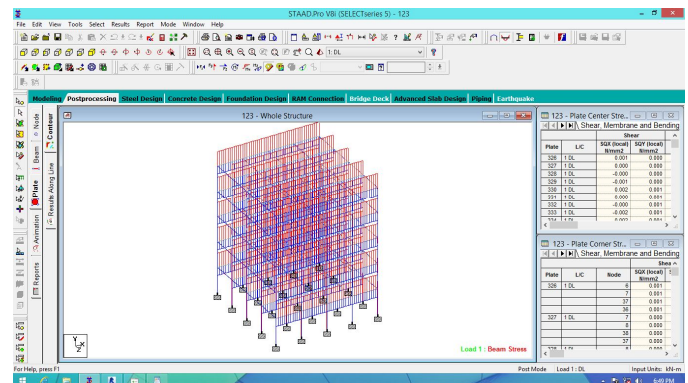 STAAD.Pro V8i (SELECTseries 5) - 123
File Edit View Tools Select Results Report Mode Window Help
1: DL
Modeling Postprocessing Steel Design Concrete Design Foundation Design RAM Connection Bridge Deck Advanced Slab Design Piping Earthquake
Node
Beam
Plate
Animation
Reports
Contour
Results Along Line
123 - Whole Structure
Load 1 : Beam Stress
Y
X
Z
123 - Plate Center Stre...
Shear, Membrane and Bending
Shear
Plate L/C SQX (local) N/mm2 SQY (local) N/mm2
326 1 DL 0.001 0.000
327 1 DL 0.000 0.000
328 1 DL -0.000 0.000
329 1 DL -0.001 0.000
330 1 DL 0.002 0.001
331 1 DL 0.000 0.000
332 1 DL -0.000 0.001
333 1 DL -0.002 0.001
123 - Plate Corner Str...
Shear, Membrane and Bending
Shea
Plate L/C Node SQX (local) N/mm2
326 1 DL 6 0.001
7 0.001
37 0.001
36 0.001
327 1 DL 7 0.000
8 0.000
38 0.000
37 0.000
For Help, press F1
Post Mode Load 1 : DL Input Units: kN-m
6:49 PM